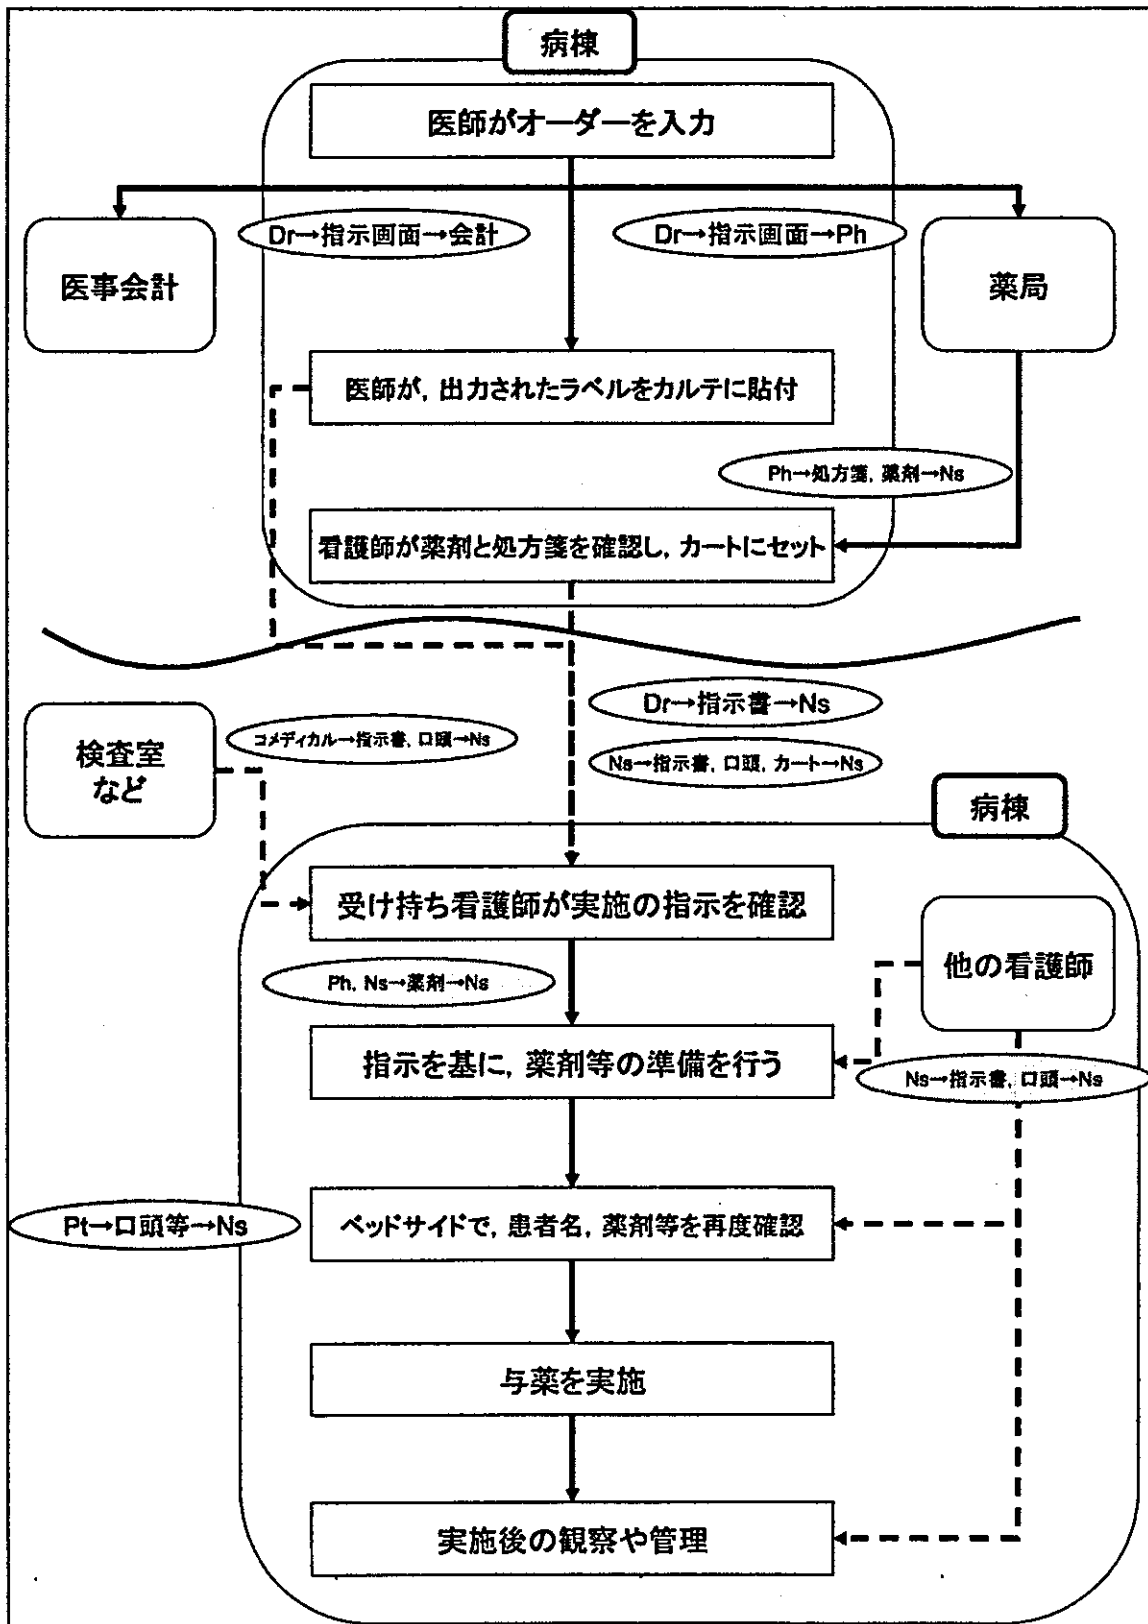 病棟
医師がオーダーを入力
Dr→指示画面→会計
Dr→指示画面→Ph
医事会計
薬局
医師が, 出力されたラベルをカルテに貼付
Ph→処方箋, 薬剤→Ns
看護師が薬剤と処方箋を確認し, カートにセット
Dr→指示書→Ns
コメディカル→指示書, 口頭→Ns
Ns→指示書, 口頭, カート→Ns
検査室
など
病棟
受け持ち看護師が実施の指示を確認
他の看護師
Ph, Ns→薬剤→Ns
指示を基に, 薬剤等の準備を行う
Ns→指示書, 口頭→Ns
Pt→口頭等→Ns
ベッドサイドで, 患者名, 薬剤等を再度確認
与薬を実施
実施後の観察や管理